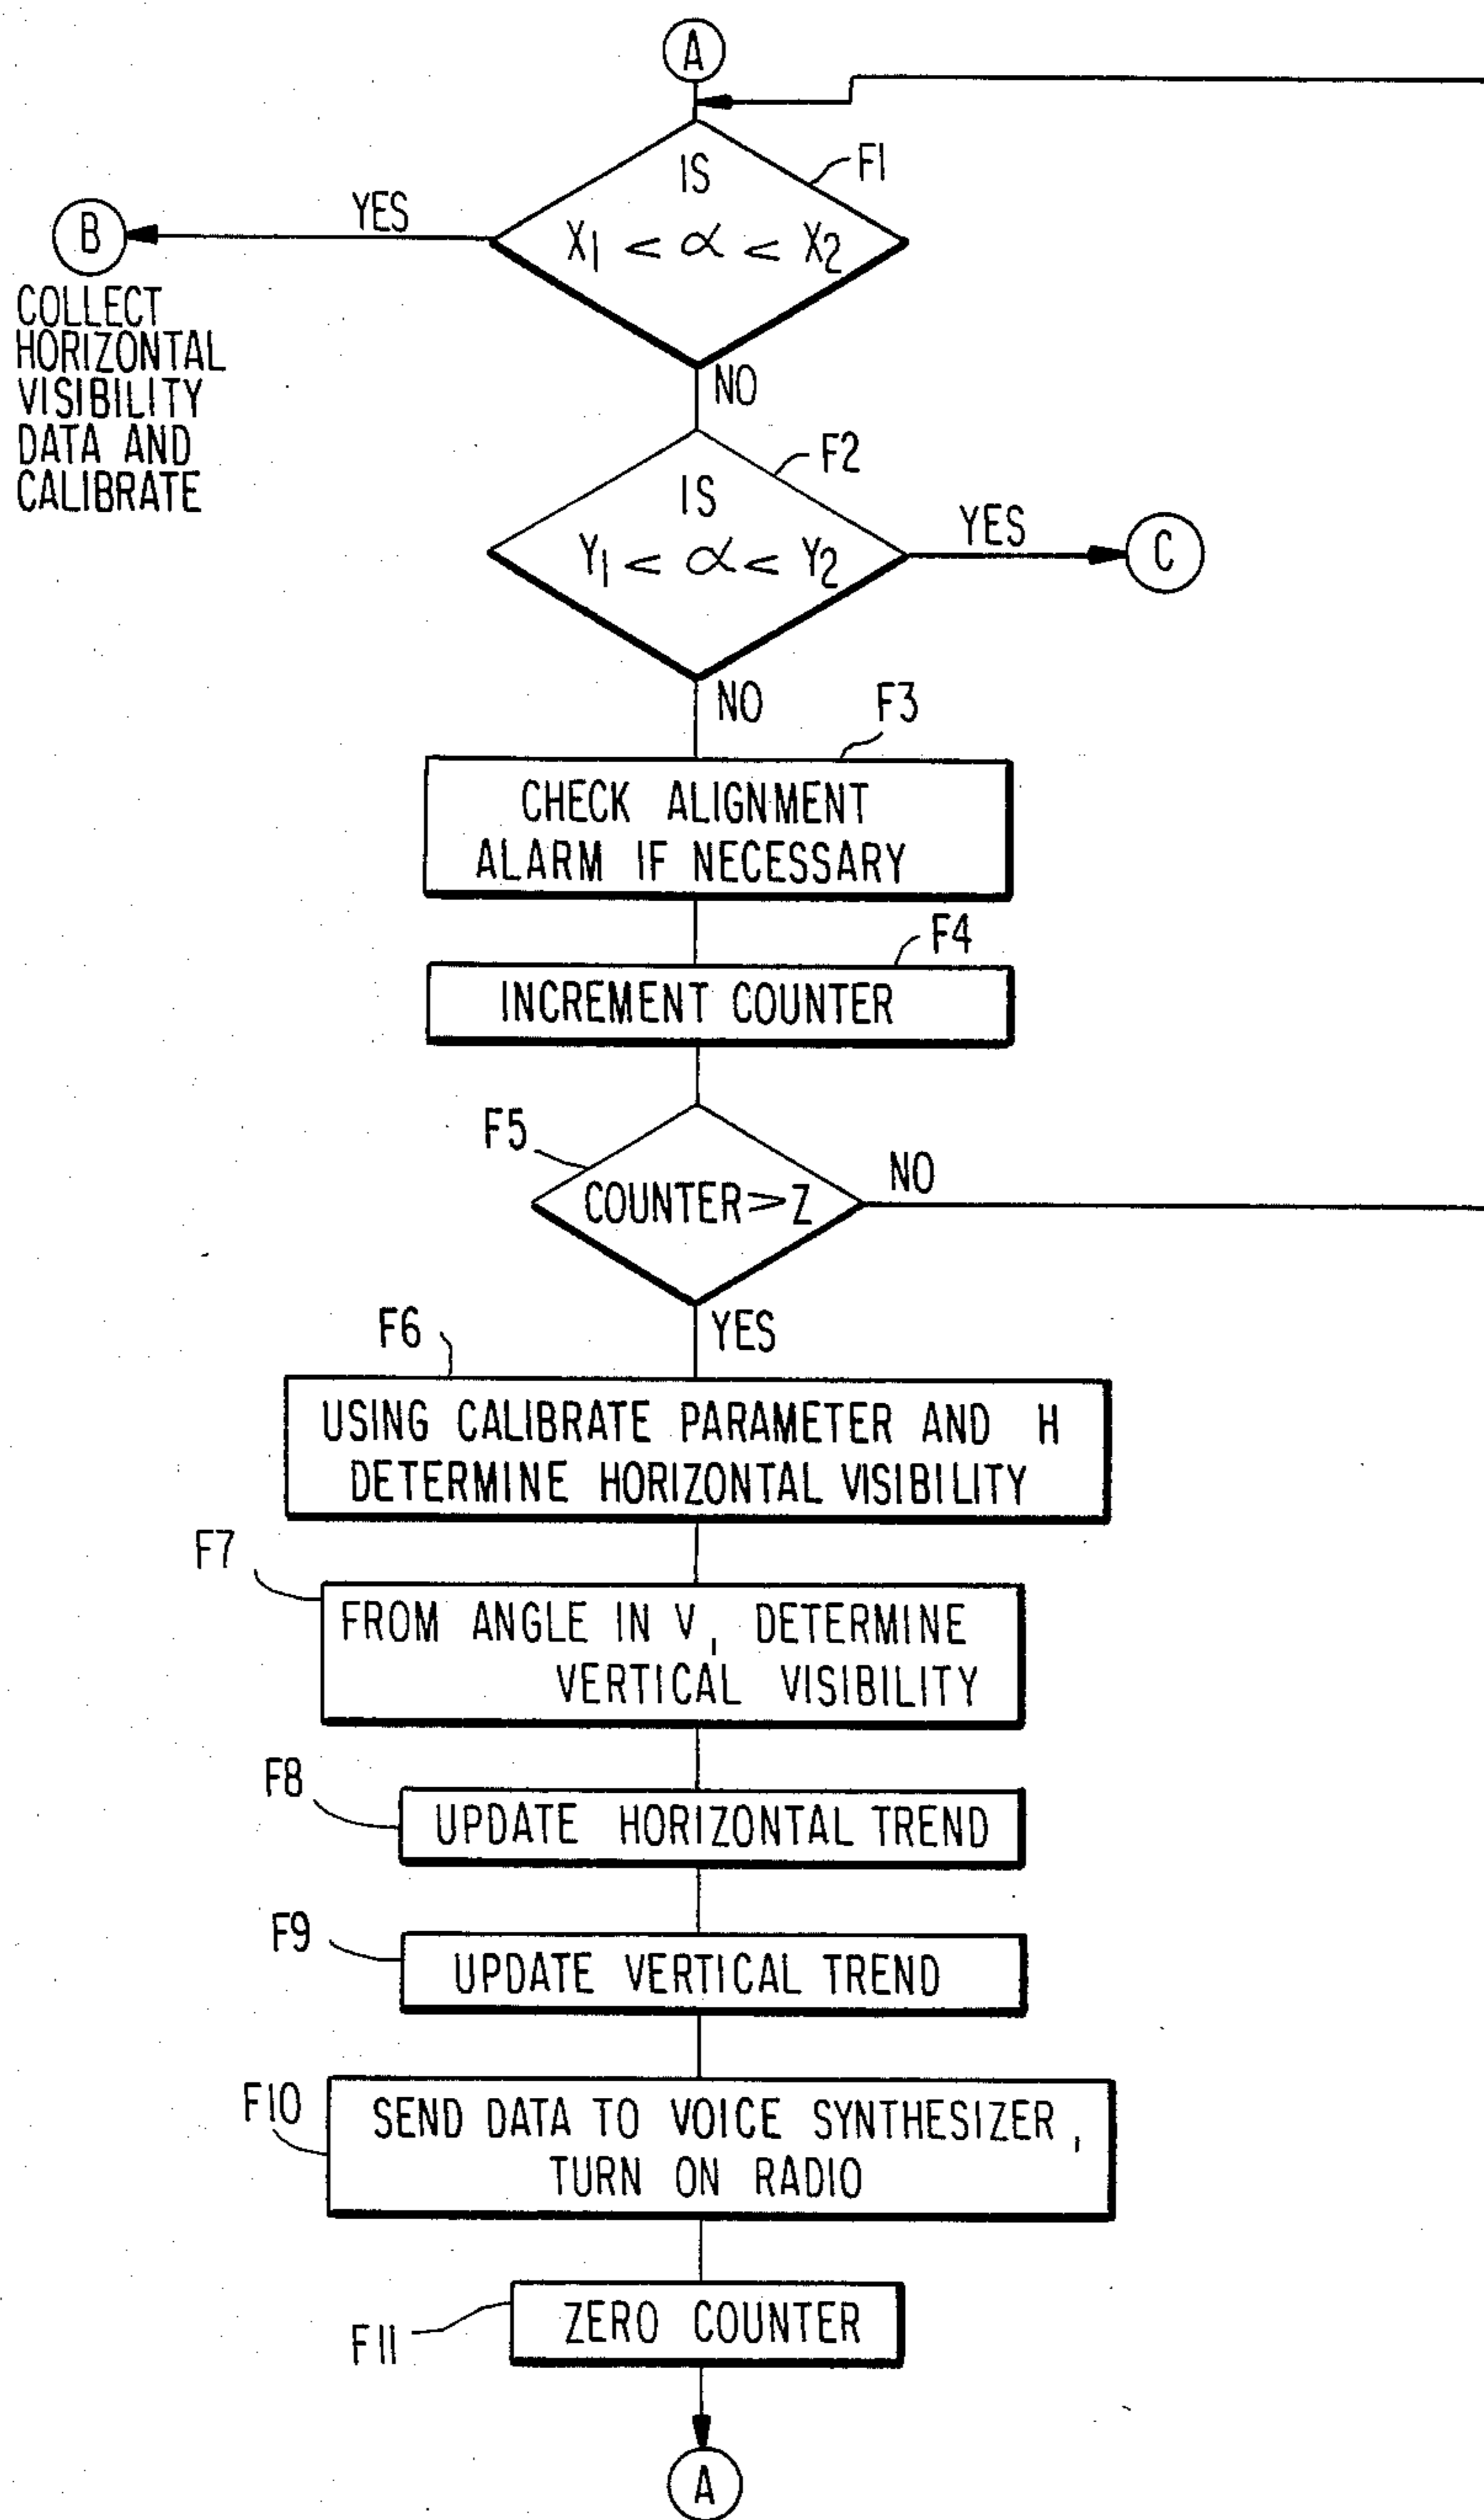 A
IS
F1
X1 < α < X2
YES
B
COLLECT
HORIZONTAL
VISIBILITY
DATA AND
CALIBRATE
NO
F2
IS
Y1 < α < Y2
YES
C
NO
F3
CHECK ALIGNMENT
ALARM IF NECESSARY
F4
INCREMENT COUNTER
F5
COUNTER>Z
NO
YES
F6
USING CALIBRATE PARAMETER AND H
DETERMINE HORIZONTAL VISIBILITY
F7
FROM ANGLE IN V, DETERMINE
VERTICAL VISIBILITY
F8
UPDATE HORIZONTAL TREND
F9
UPDATE VERTICAL TREND
F10
SEND DATA TO VOICE SYNTHESIZER,
TURN ON RADIO
F11
ZERO COUNTER
A